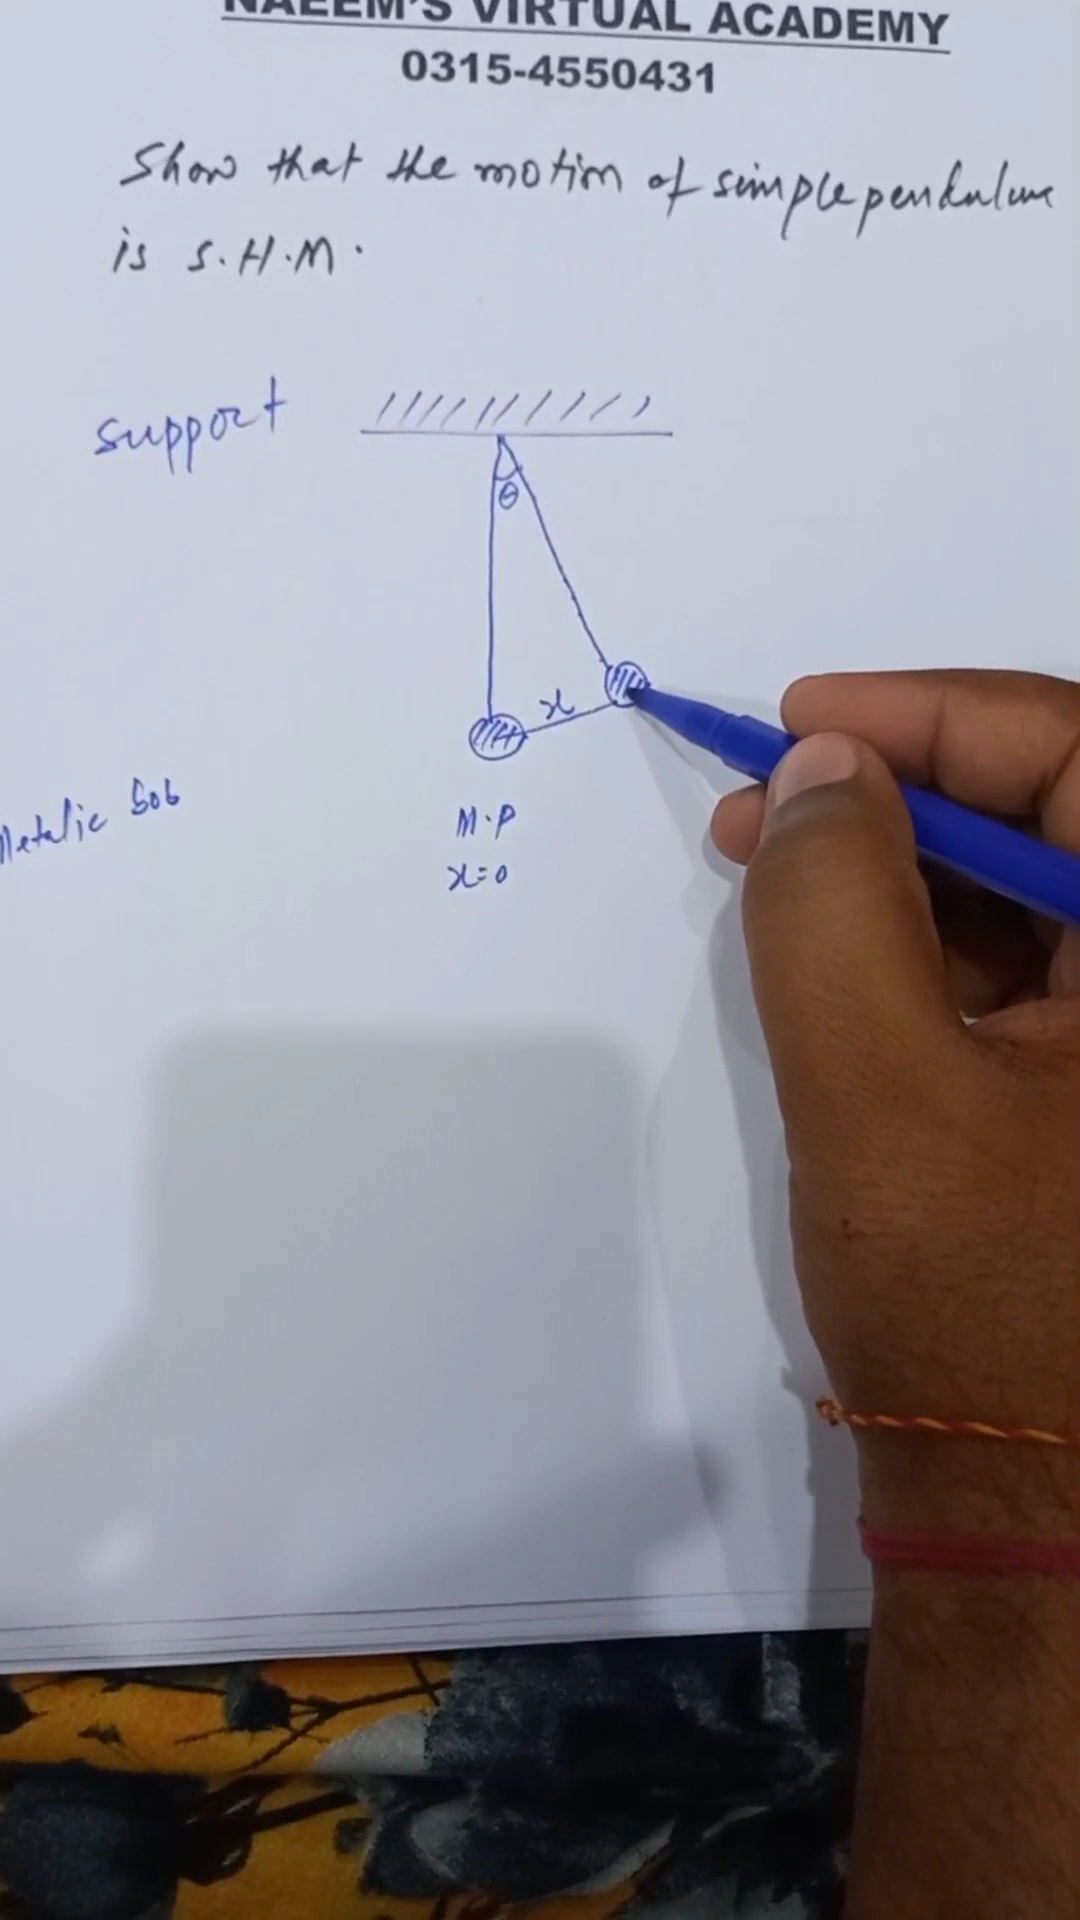 NAEEM'S VIRTUAL ACADEMY
0315-4550431
Show that the motion of simple pendulum
is S.H.M.
support
θ
x
Metalic bob
M.P
x=0